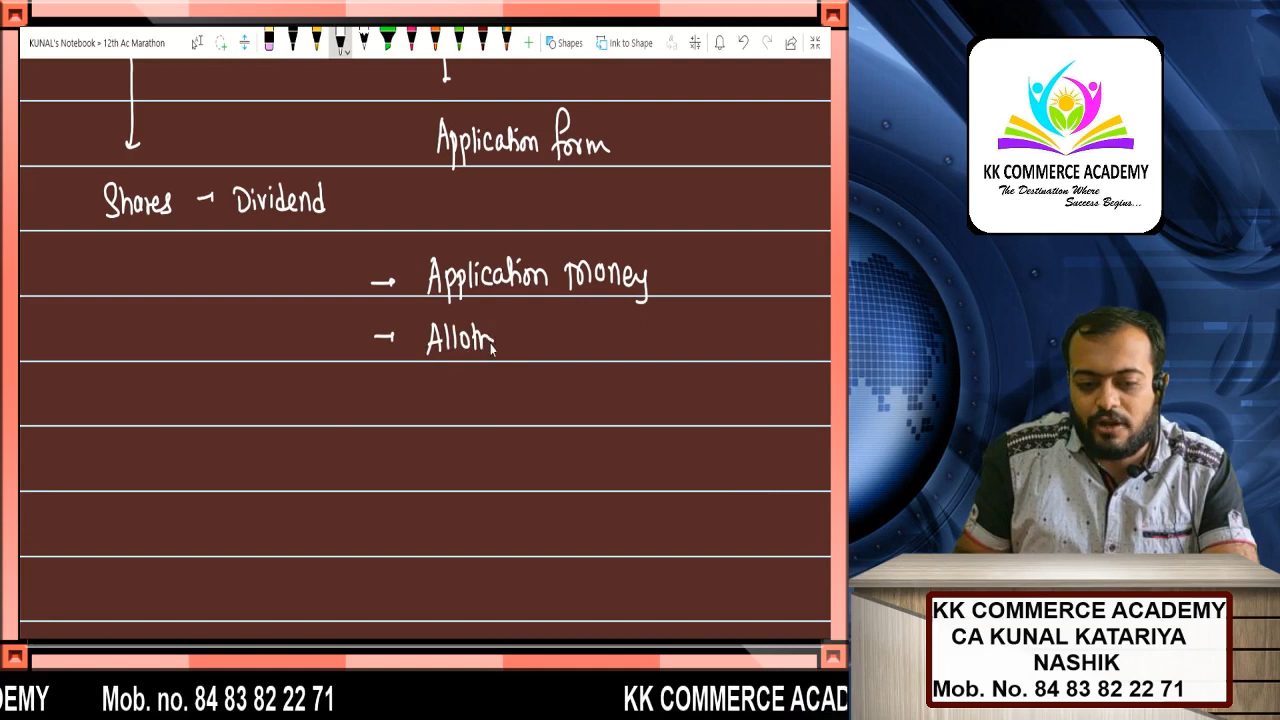 KUNAL's Notebook » 12th Ac Marathon
Shapes
Ink to Shape
Application form
Shares → Dividend
→ Application Money
→ Allotm
KK COMMERCE ACADEMY
The Destination Where
Success Begins...
KK COMMERCE ACADEMY
CA KUNAL KATARIYA
NASHIK
Mob. No. 84 83 82 22 71
DEMY Mob. no. 84 83 82 22 71 KK COMMERCE ACAD